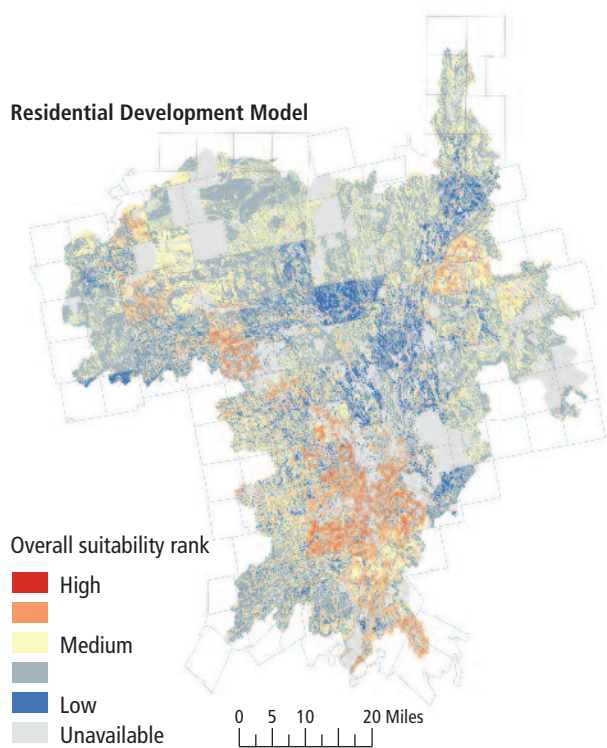 Residential Development Model
Overall suitability rank
High
Medium
Low
Unavailable
0 5 10 20 Miles